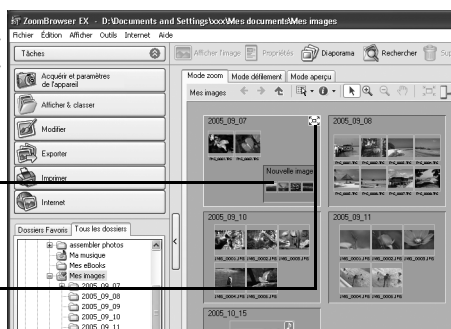 ZoomBrowser EX - D:\Documents and Settings\xxx\Mes documents\Mes images
Fichier Édition Afficher Outils Internet Aide
Tâches
Afficher l'image Propriétés Diaporama Rechercher Sup
Acquérir et paramètres
de l'appareil
Afficher & classer
Modifier
Exporter
Imprimer
Internet
Dossiers Favoris Tous les dossiers
assembler photos
Ma musique
Mes eBooks
Mes images
2005_09_07
2005_09_08
2005_09_09
2005_09_10
2005_09_11
Mode zoom Mode défilement Mode aperçu
Mes images
2005_09_07
Nouvelle image
2005_09_08
2005_09_10
2005_09_11
2005_10_15